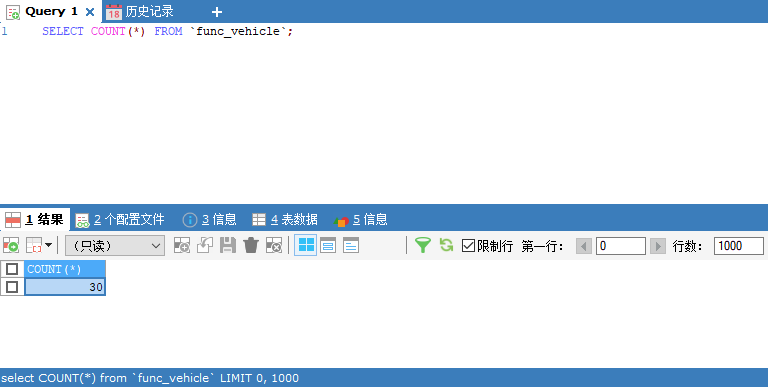 Query 1 历史记录
1 SELECT COUNT(*) FROM `func_vehicle`;
1 结果 2 个配置文件 3 信息 4 表数据 5 信息
（只读） 限制行 第一行: 0 行数: 1000
COUNT(*)
30
select COUNT(*) from `func_vehicle` LIMIT 0, 1000